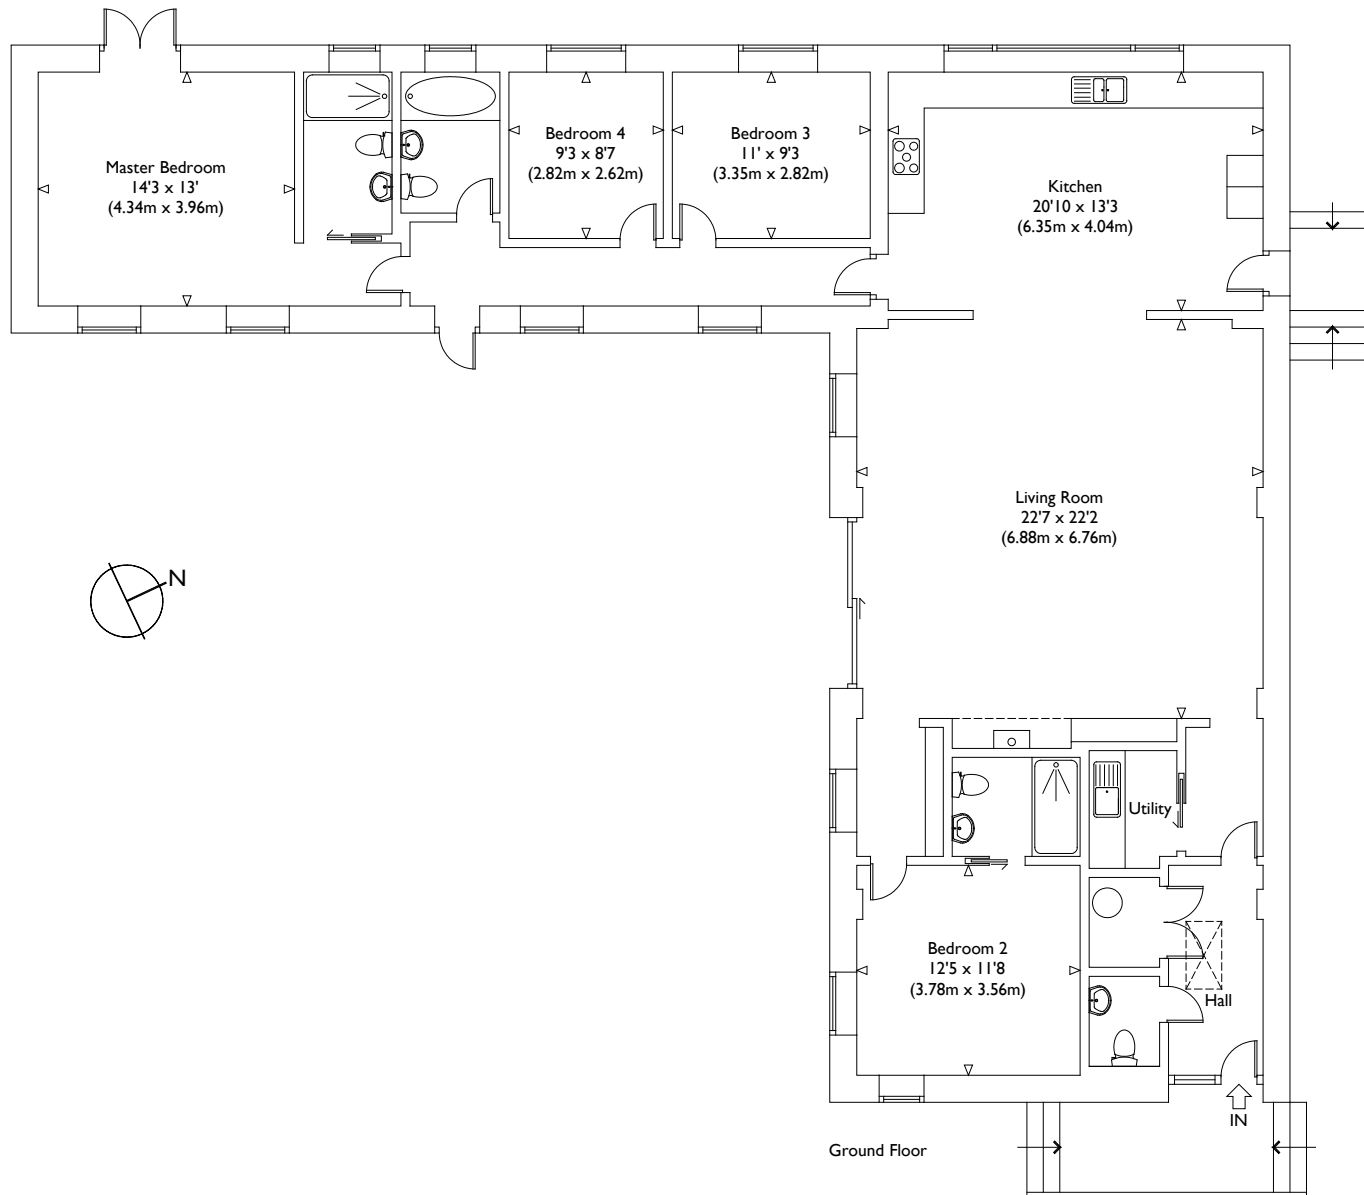 Master Bedroom
14'3 x 13'
(4.34m x 3.96m)
Bedroom 4
9'3 x 8'7
(2.82m x 2.62m)
Bedroom 3
11' x 9'3
(3.35m x 2.82m)
Kitchen
20'10 x 13'3
(6.35m x 4.04m)
Living Room
22'7 x 22'2
(6.88m x 6.76m)
N
Utility
Bedroom 2
12'5 x 11'8
(3.78m x 3.56m)
Hall
IN
Ground Floor